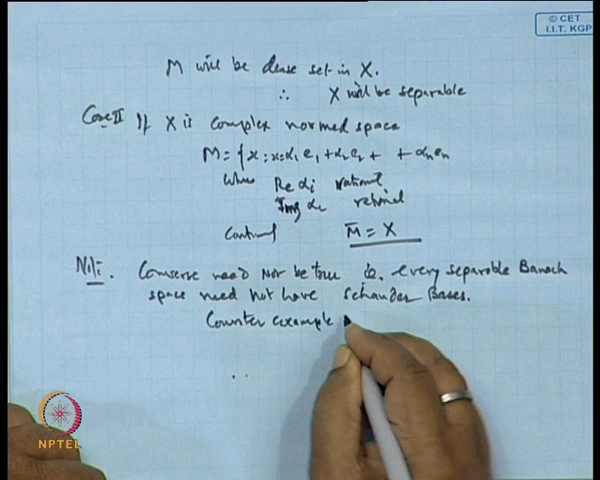 © CET
I.I.T. KGP
M will be dense set in X.
∴ X will be separable
Case II If X is complex normed space
M = {x : x = α₁e₁ + α₂e₂ + + αₙeₙ
where Re αᵢ rational
Img αᵢ rational
M̄ = X
Converse need not be true ie. every separable Banach
space need not have Schauder Bases.
Counter example
NPTEL